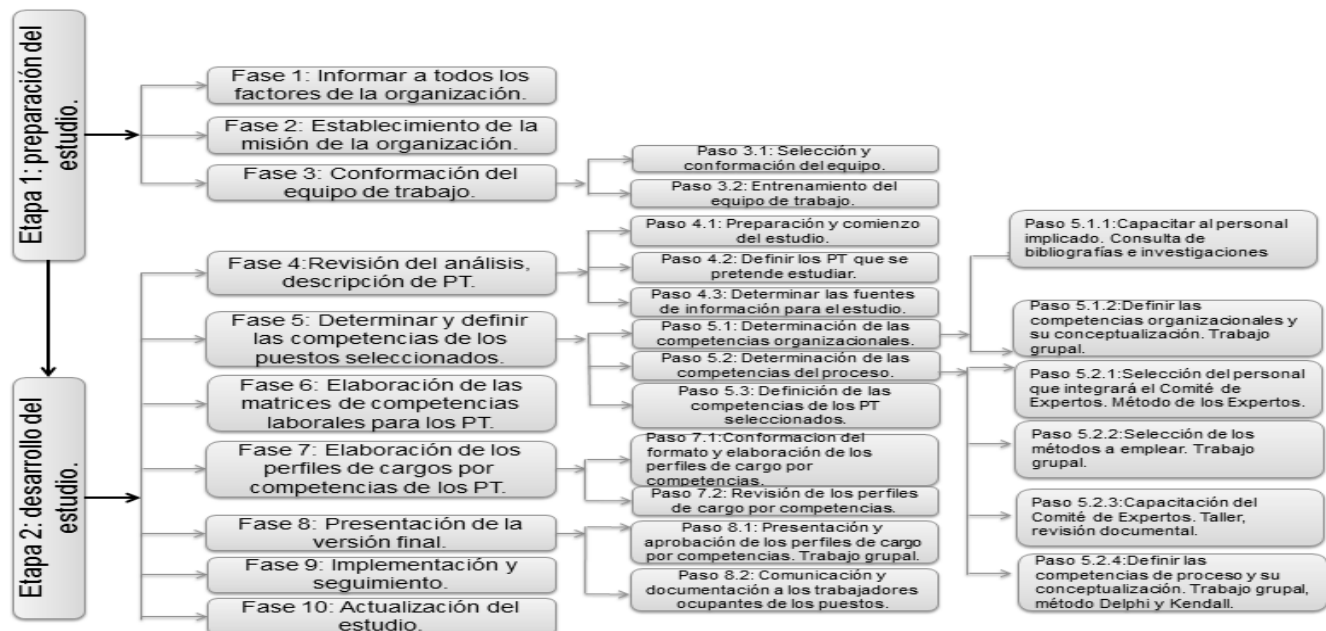 Etapa 1: preparación del
estudio.
Fase 1: Informar a todos los
factores de la organización.
Fase 2: Establecimiento de la
misión de la organización.
Fase 3: Conformación del
equipo de trabajo.
Paso 3.1: Selección y
conformación del equipo.
Paso 3.2: Entrenamiento del
equipo de trabajo.
Etapa 2: desarrollo del
estudio.
Fase 4:Revisión del análisis,
descripción de PT.
Paso 4.1: Preparación y comienzo
del estudio.
Paso 4.2: Definir los PT que se
pretende estudiar.
Paso 4.3: Determinar las fuentes
de información para el estudio.
Fase 5: Determinar y definir
las competencias de los
puestos seleccionados.
Paso 5.1: Determinación de las
competencias organizacionales.
Paso 5.1.1:Capacitar al personal
implicado. Consulta de
bibliografías e investigaciones
Paso 5.1.2:Definir las
competencias organizacionales y
su conceptualización. Trabajo
grupal.
Paso 5.2: Determinación de las
competencias del proceso.
Paso 5.2.1:Selección del personal
que integrará el Comité de
Expertos. Método de los Expertos.
Paso 5.2.2:Selección de los
métodos a emplear. Trabajo
grupal.
Paso 5.2.3:Capacitación del
Comité de Expertos. Taller,
revisión documental.
Paso 5.2.4:Definir las
competencias de proceso y su
conceptualización. Trabajo grupal,
método Delphi y Kendall.
Paso 5.3: Definición de las
competencias de los PT
seleccionados.
Fase 6: Elaboración de las
matrices de competencias
laborales para los PT.
Fase 7: Elaboración de los
perfiles de cargos por
competencias de los PT.
Paso 7.1:Conformacion del
formato y elaboración de los
perfiles de cargo por
competencias.
Paso 7.2: Revisión de los perfiles
de cargo por competencias.
Fase 8: Presentación de la
versión final.
Paso 8.1: Presentación y
aprobación de los perfiles de cargo
por competencias. Trabajo grupal.
Paso 8.2: Comunicación y
documentación a los trabajadores
ocupantes de los puestos.
Fase 9: Implementación y
seguimiento.
Fase 10: Actualización del
estudio.